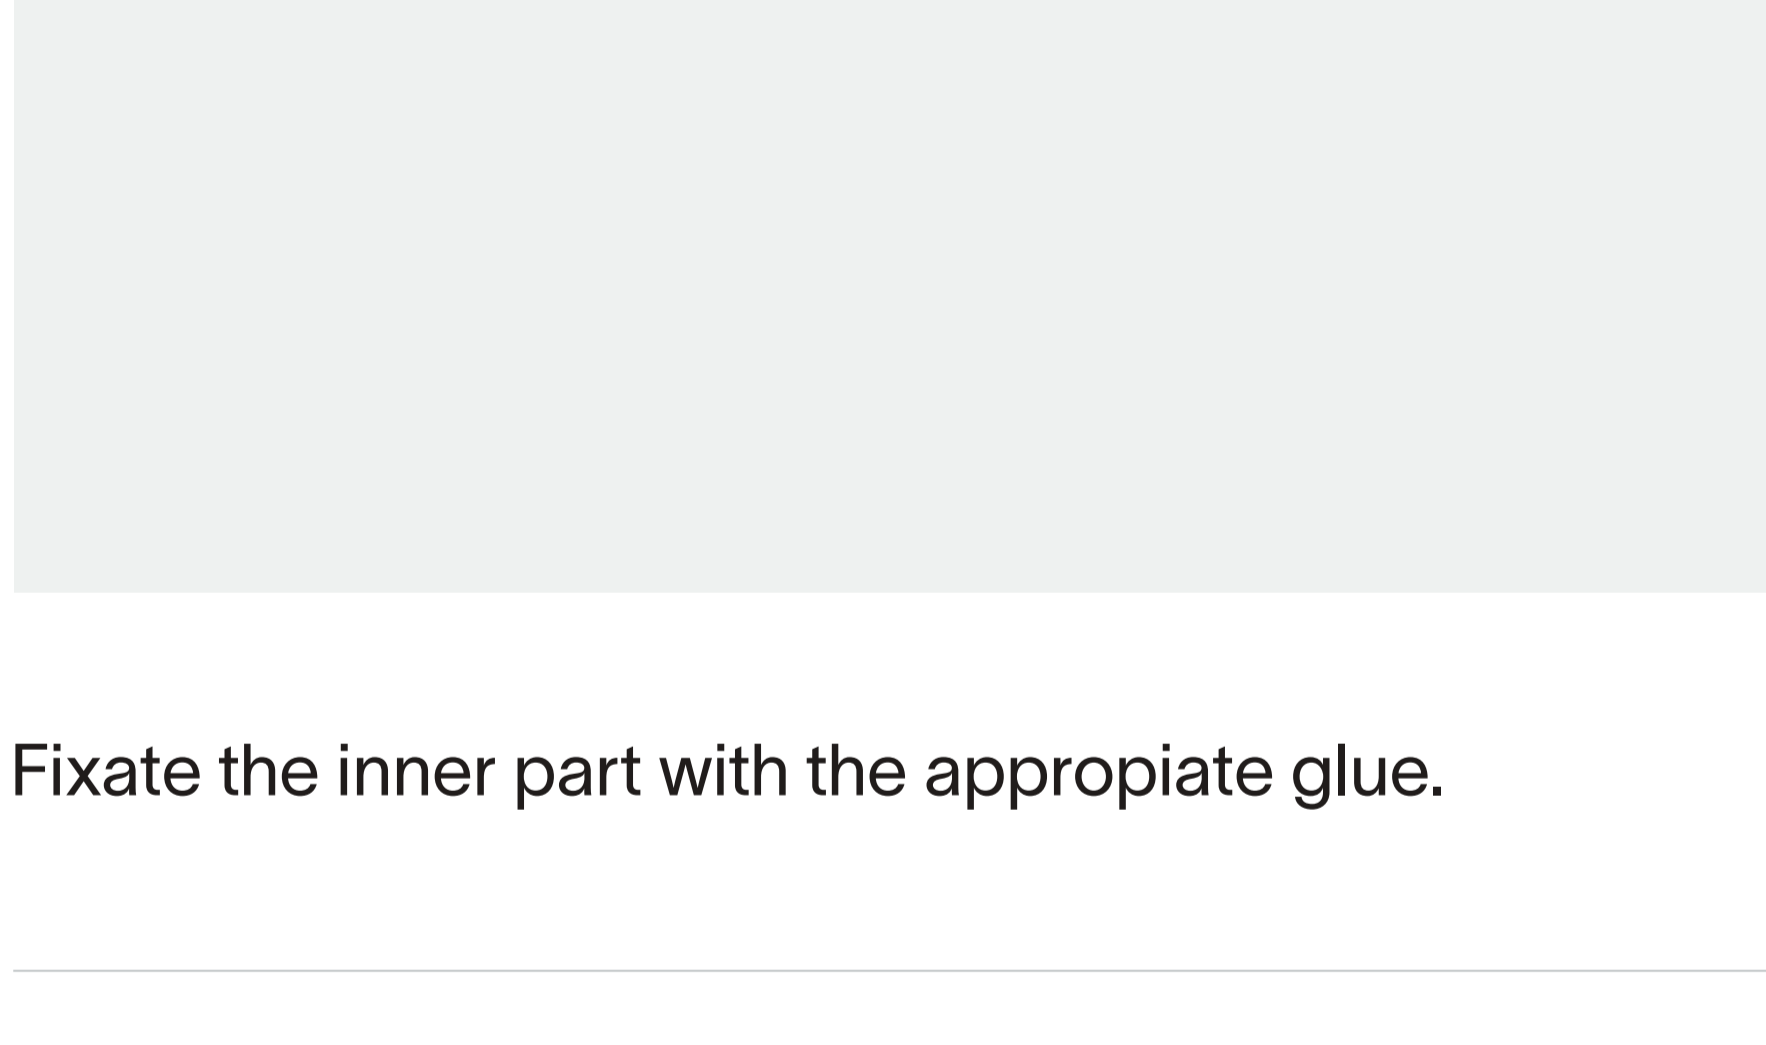 Fixate the inner part with the appropiate glue.